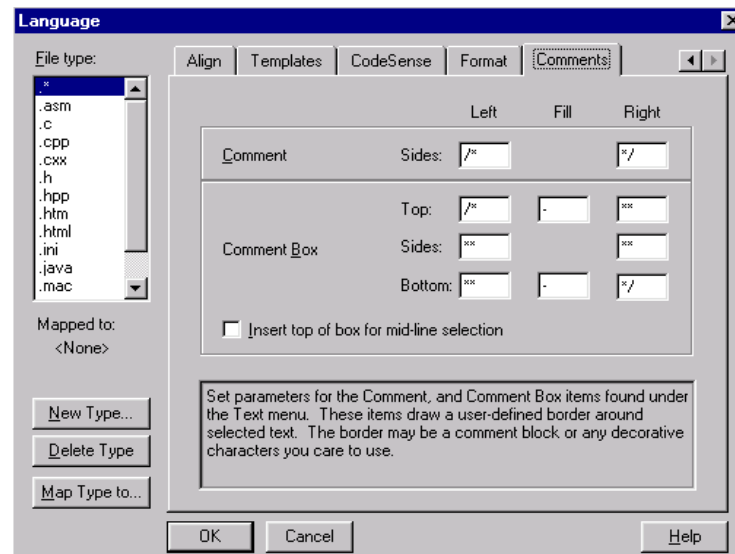 Language
File type:
.*
.asm
.c
.cpp
.cxx
.h
.hpp
.htm
.html
.ini
.java
.mac
Mapped to:
<None>
New Type...
Delete Type
Map Type to...
Align Templates CodeSense Format Comments
Left Fill Right
Comment Sides: /* */
Top: /* - **
Comment Box Sides: ** **
Bottom: ** - */
Insert top of box for mid-line selection
Set parameters for the Comment, and Comment Box items found under
the Text menu. These items draw a user-defined border around
selected text. The border may be a comment block or any decorative
characters you care to use.
OK Cancel Help